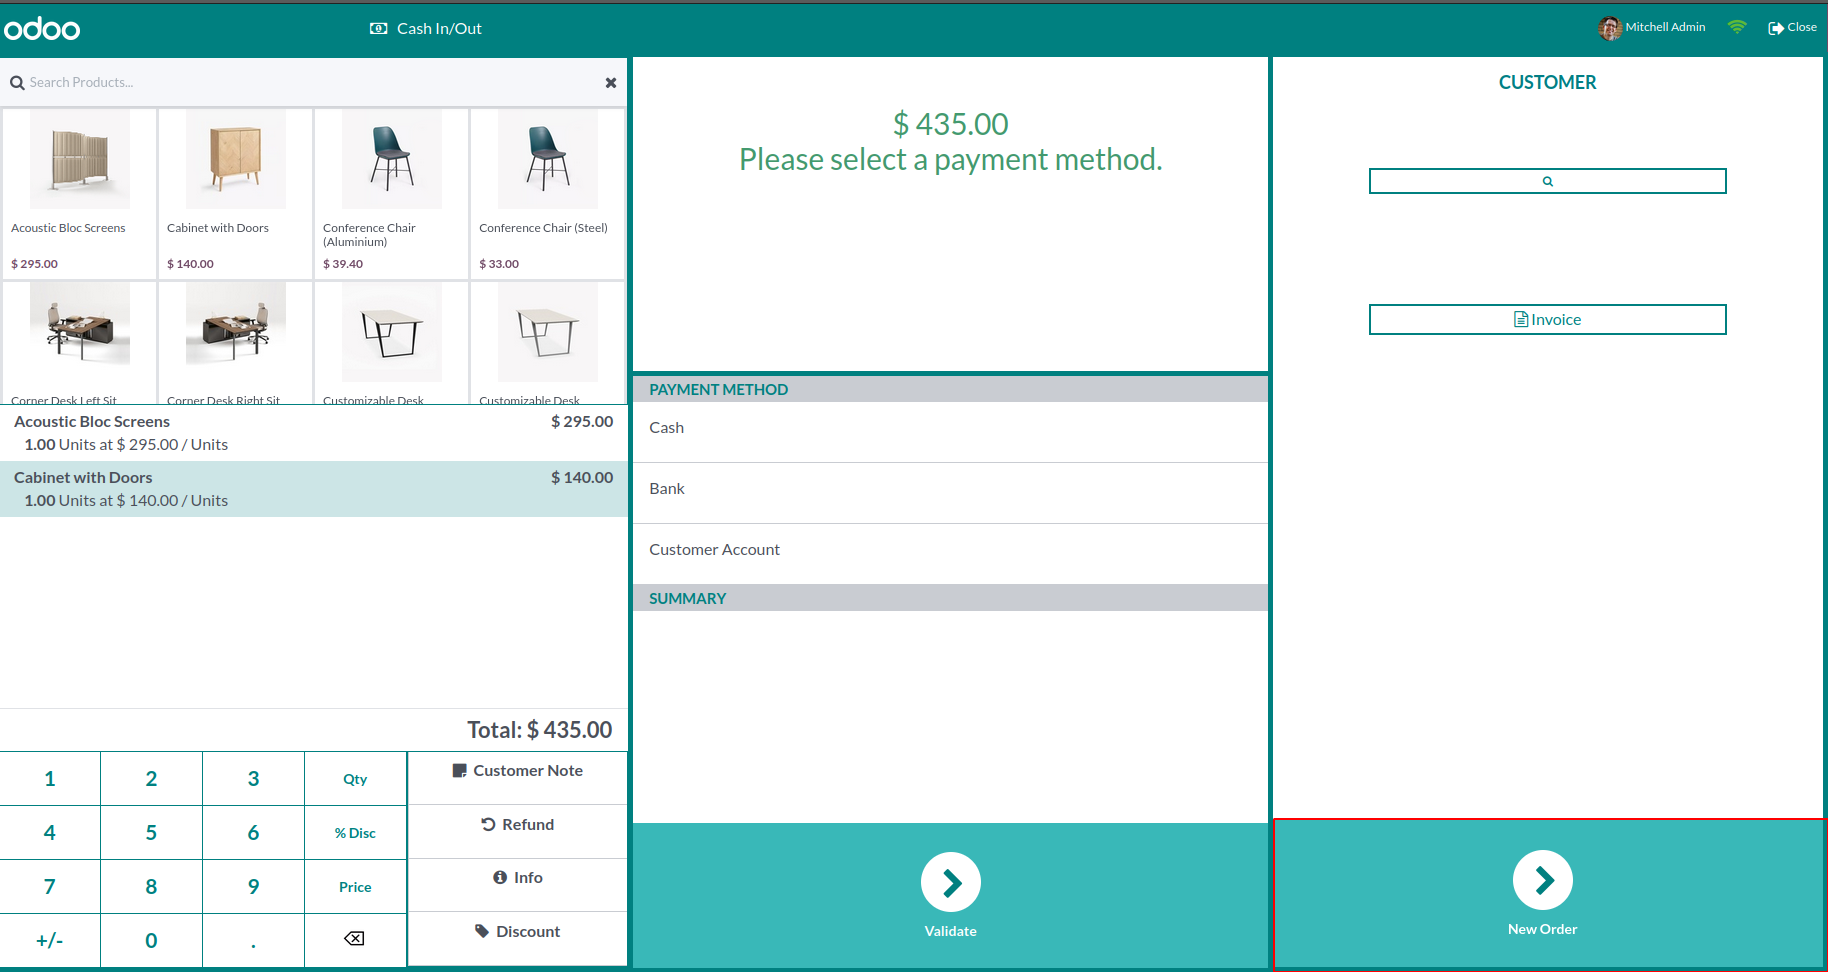 odoo
Cash In/Out
Mitchell Admin
Close
Search Products...
Acoustic Bloc Screens
$ 295.00
Cabinet with Doors
$ 140.00
Conference Chair
(Aluminium)
$ 39.40
Conference Chair (Steel)
$ 33.00
Corner Desk Left Sit
Corner Desk Right Sit
Customizable Desk
Customizable Desk
Acoustic Bloc Screens $ 295.00
1.00 Units at $ 295.00 / Units
Cabinet with Doors $ 140.00
1.00 Units at $ 140.00 / Units
Total: $ 435.00
1 2 3 Qty
4 5 6 % Disc
7 8 9 Price
+/- 0 .
Customer Note
Refund
Info
Discount
$ 435.00
Please select a payment method.
PAYMENT METHOD
Cash
Bank
Customer Account
SUMMARY
Validate
CUSTOMER
Invoice
New Order